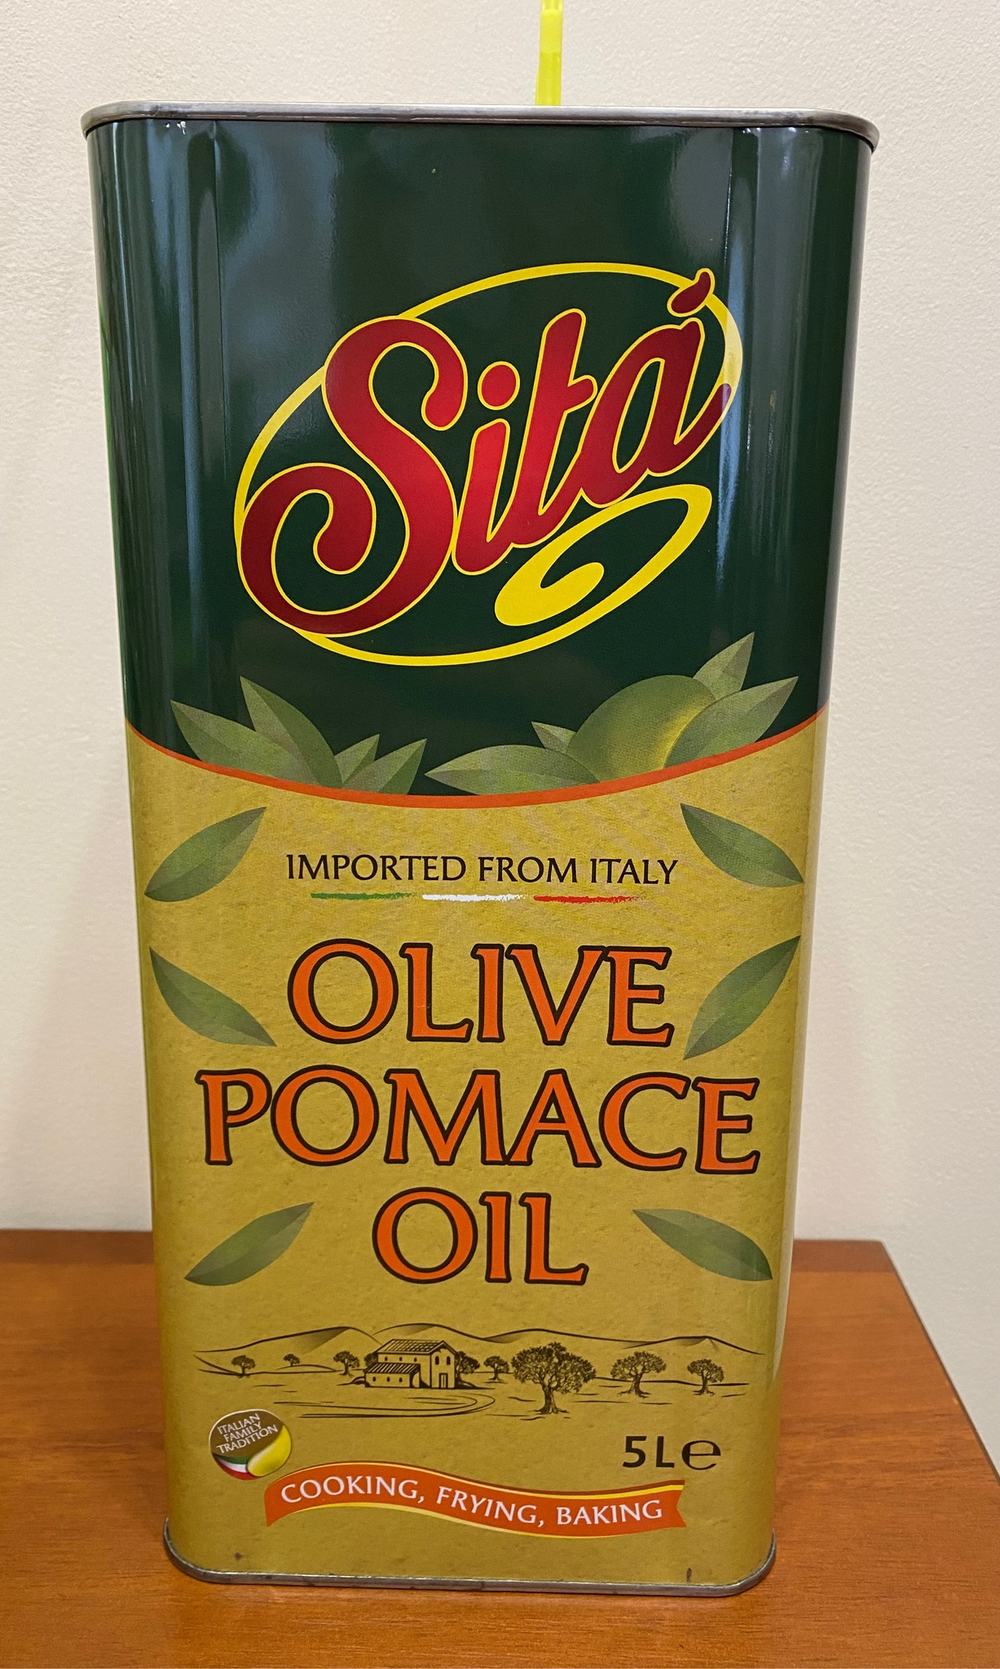 Sitá
IMPORTED FROM ITALY
OLIVE
POMACE
OIL
ITALIAN
FAMILY
TRADITION
5L℮
COOKING, FRYING, BAKING